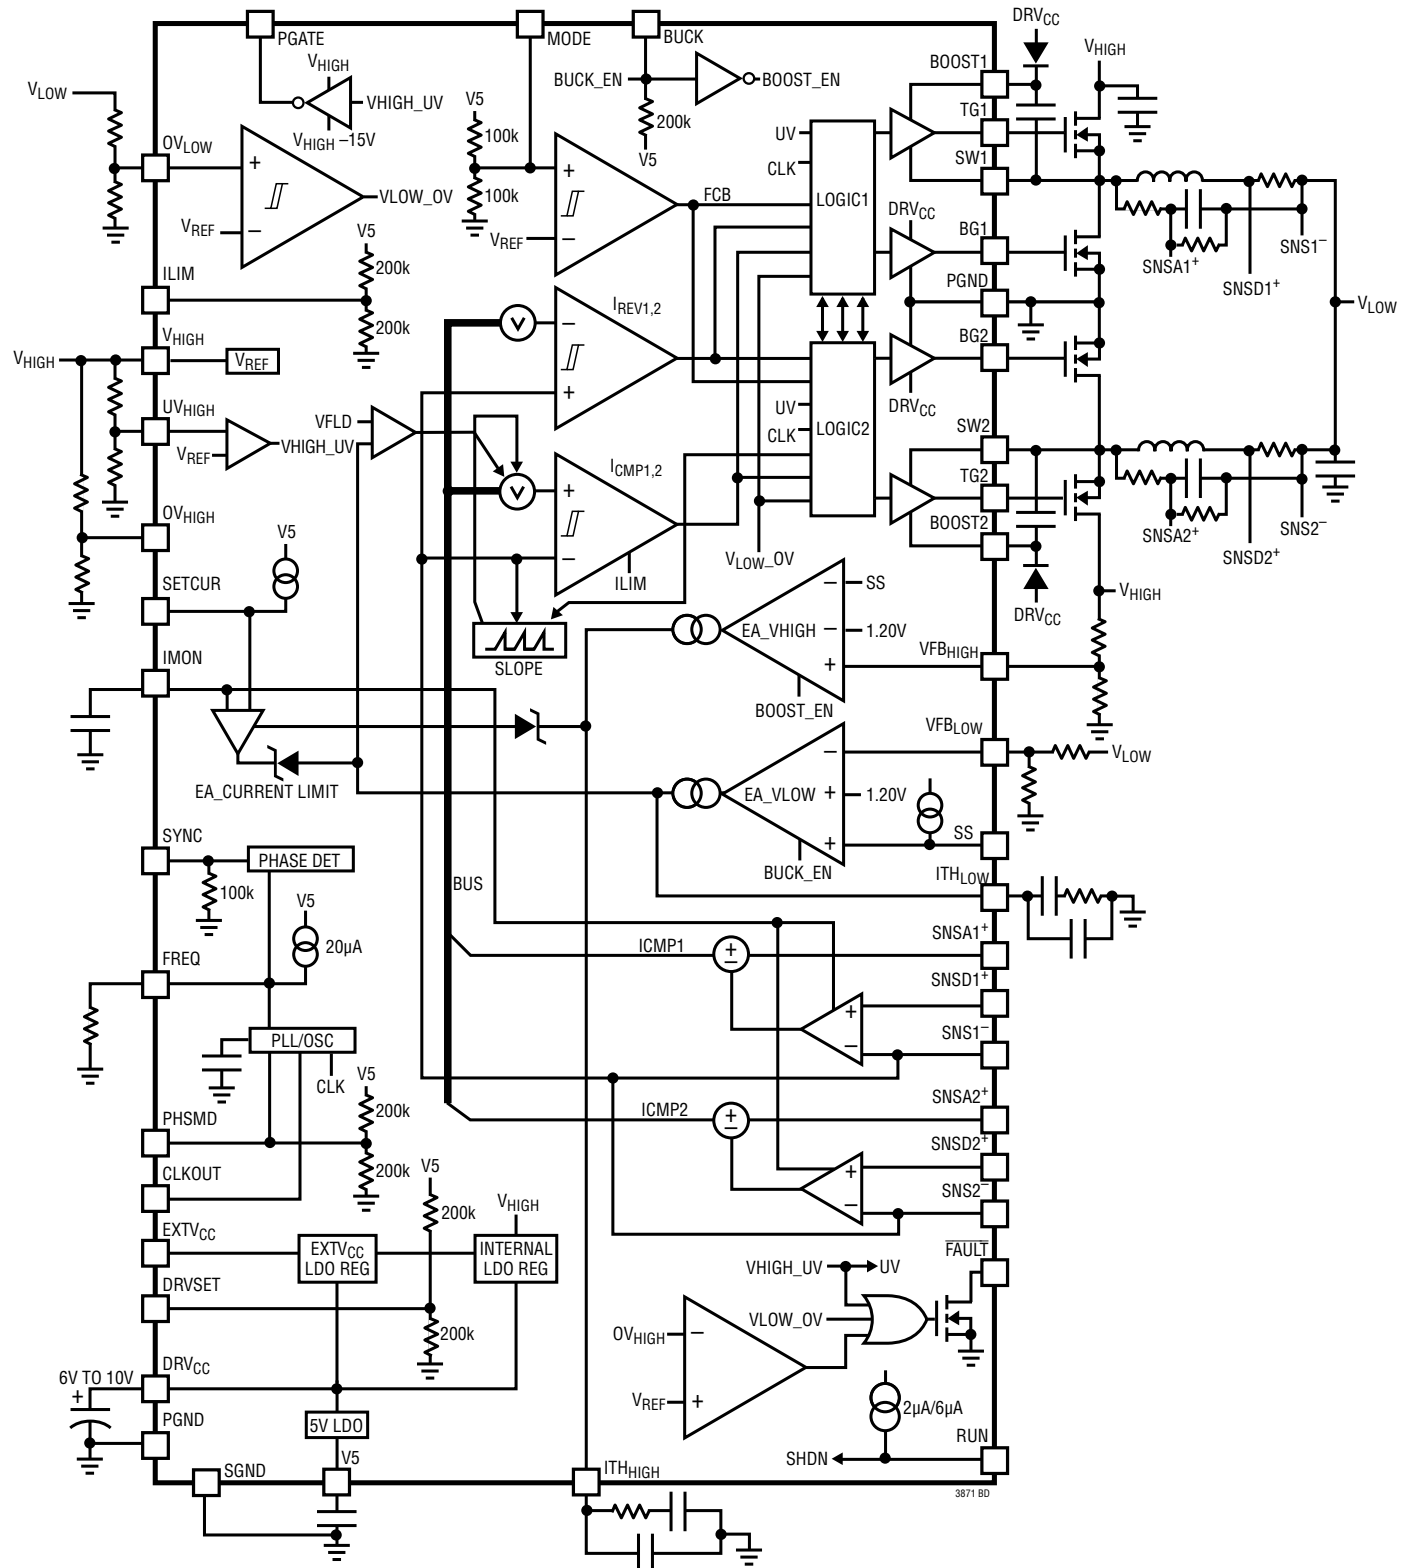 DRVCC
PGATE
MODE
BUCK
VHIGH
BOOST1
VHIGH
VLOW
BUCK_EN
BOOST_EN
VHIGH_UV
V5
TG1
VHIGH –15V
100k
200k
UV
OVLOW
V5
SW1
CLK
+
+
VLOW_OV
100k
FCB
LOGIC1
DRVCC
VREF
–
V5
VREF
–
BG1
SNS1–
SNSA1+
ILIM
200k
PGND
SNSD1+
VLOW
IREV1,2
–
200k
BG2
VHIGH
VHIGH
VREF
V
+
DRVCC
UVHIGH
VFLD
UV
LOGIC2
SW2
CLK
VREF
VHIGH_UV
ICMP1,2
TG2
V
+
OVHIGH
BOOST2
SNS2–
V5
SNSA2+
–
VLOW_OV
SNSD2+
SETCUR
ILIM
–
SS
VHIGH
DRVCC
EA_VHIGH
–
1.20V
IMON
SLOPE
+
VFBHIGH
BOOST_EN
VFBLOW
–
VLOW
EA_CURRENT LIMIT
EA_VLOW
+
1.20V
SYNC
+
SS
PHASE DET
BUCK_EN
ITHLOW
100k
V5
BUS
SNSA1+
20µA
ICMP1
+
–
FREQ
SNSD1+
+
SNS1–
PLL/OSC
–
CLK
V5
SNSA2+
PHSMD
200k
ICMP2
+
–
SNSD2+
CLKOUT
200k
V5
+
SNS2–
–
EXTVCC
VHIGH
200k
EXTVCC
LDO REG
INTERNAL
LDO REG
FAULT
VHIGH_UV
UV
DRVSET
VLOW_OV
200k
OVHIGH
–
DRVCC
6V TO 10V
+
VREF
+
2µA/6µA
PGND
5V LDO
RUN
V5
SHDN
SGND
ITHHIGH
3871 BD